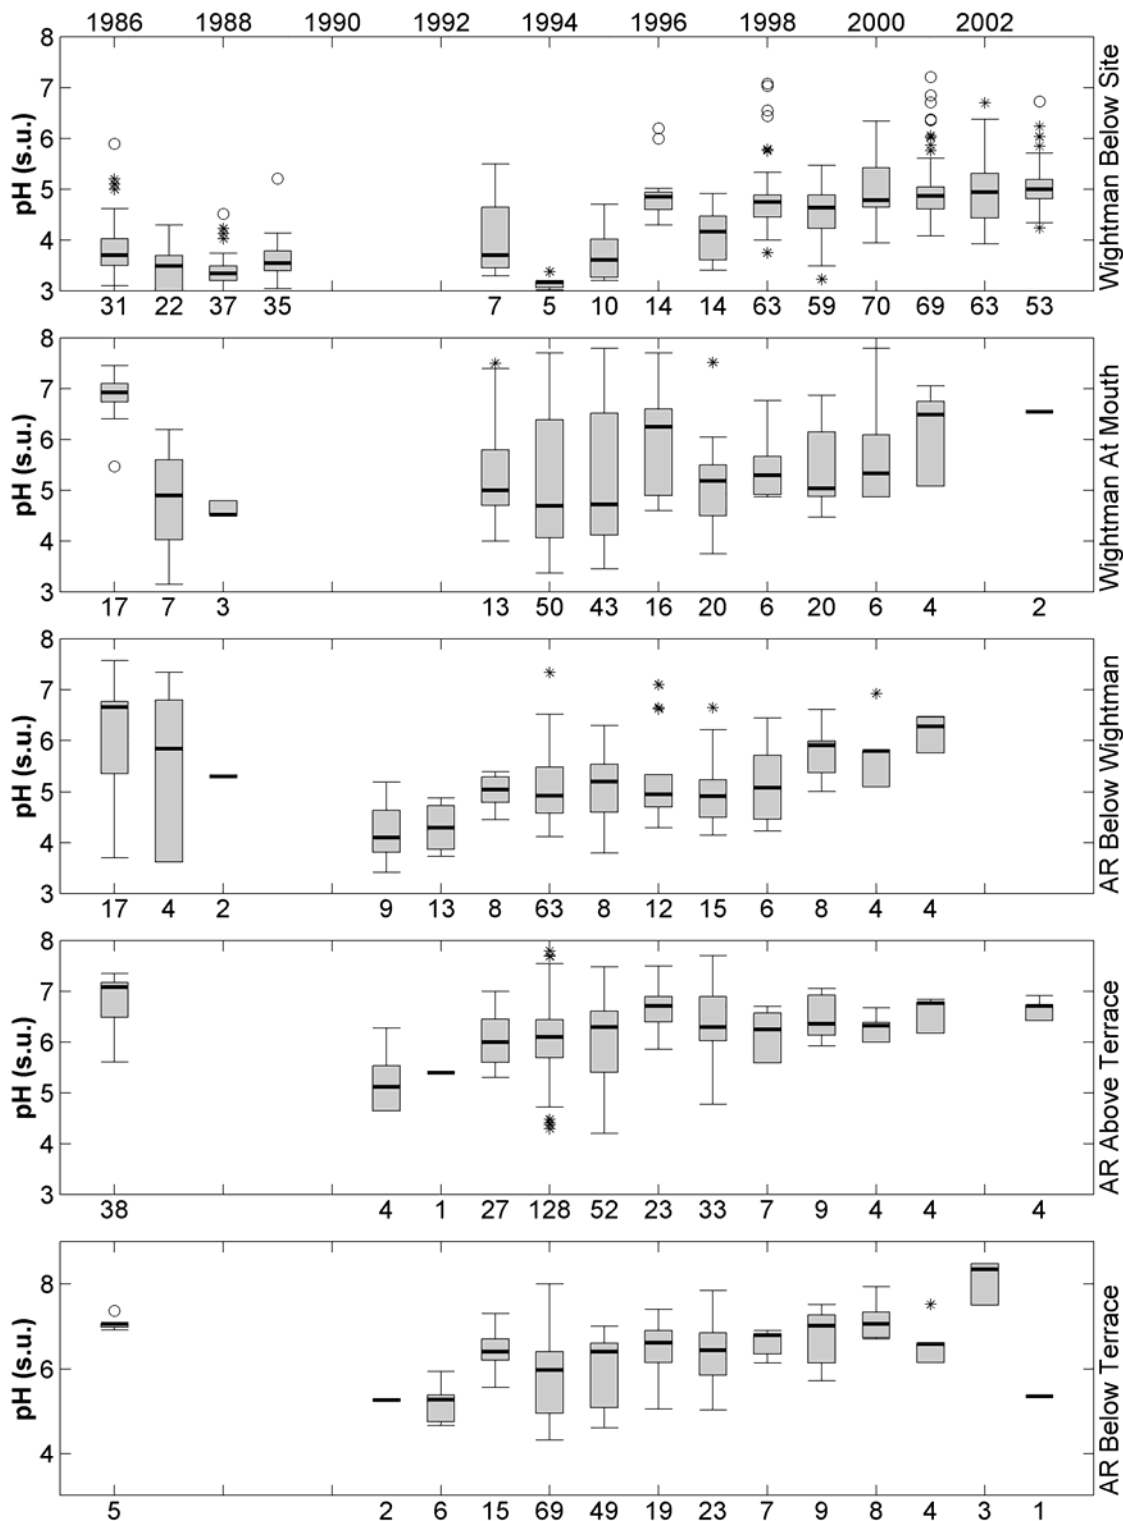 1986 1988 1990 1992 1994 1996 1998 2000 2002
8
7
6
5
4
3
pH (s.u.)
Wightman Below Site
31 22 37 35 7 5 10 14 14 63 59 70 69 63 53
8
7
6
5
4
3
pH (s.u.)
Wightman At Mouth
17 7 3 13 50 43 16 20 6 20 6 4 2
8
7
6
5
4
3
pH (s.u.)
AR Below Wightman
17 4 2 9 13 8 63 8 12 15 6 8 4 4
8
7
6
5
4
3
pH (s.u.)
AR Above Terrace
38 4 1 27 128 52 23 33 7 9 4 4 4
8
6
4
pH (s.u.)
AR Below Terrace
5 2 6 15 69 49 19 23 7 9 8 4 3 1